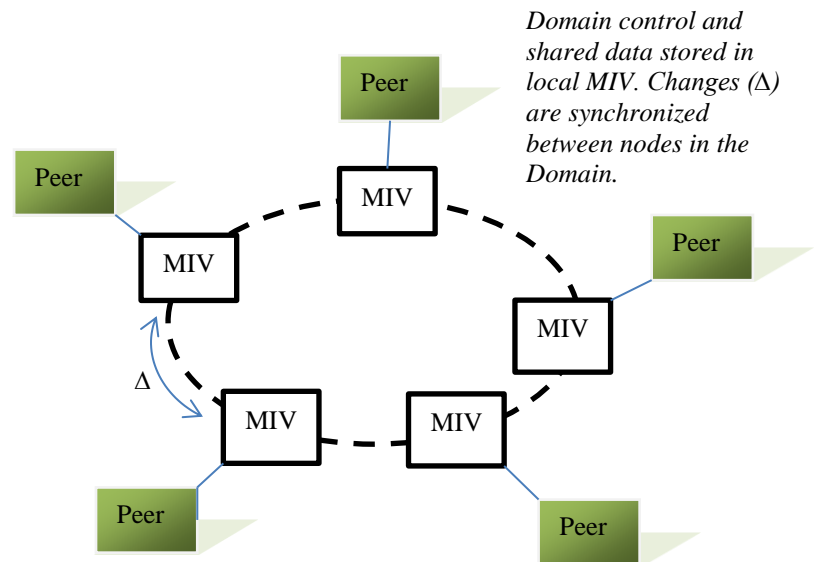 Domain control and
shared data stored in
local MIV. Changes (Δ)
are synchronized
between nodes in the
Domain.
Peer
Peer
MIV
Peer
MIV
MIV
Δ
MIV
MIV
Peer
Peer